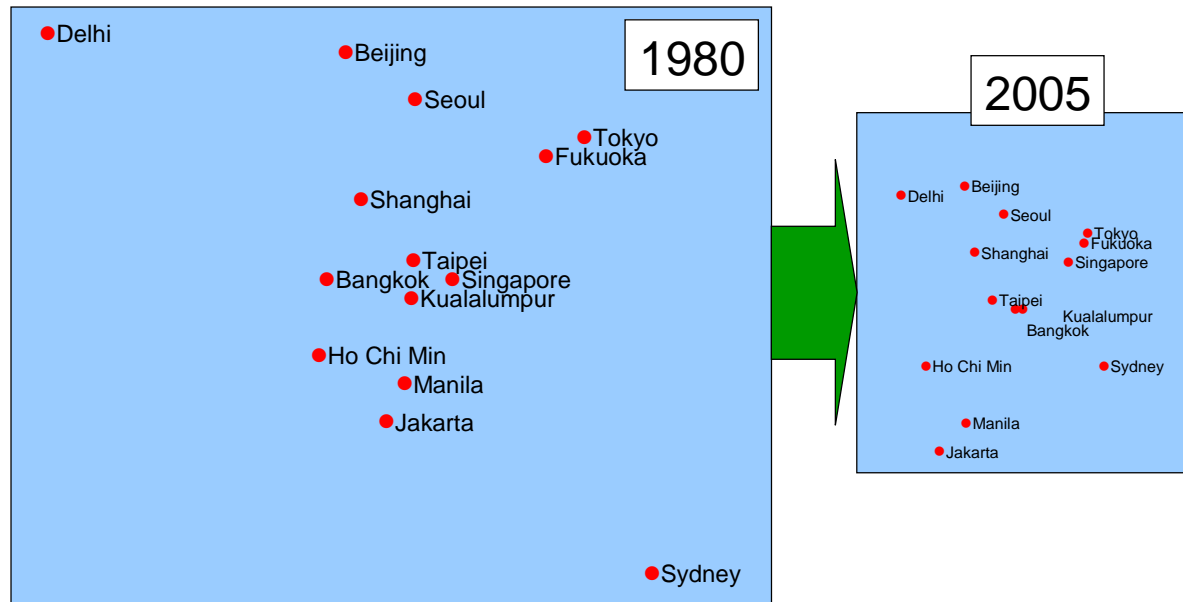 Delhi
Beijing
1980
Seoul
Tokyo
Fukuoka
Shanghai
Taipei
Bangkok
Singapore
Kualalumpur
Ho Chi Min
Manila
Jakarta
Sydney
2005
Beijing
Delhi
Seoul
Tokyo
Fukuoka
Shanghai
Singapore
Taipei
Kualalumpur
Bangkok
Ho Chi Min
Sydney
Manila
Jakarta